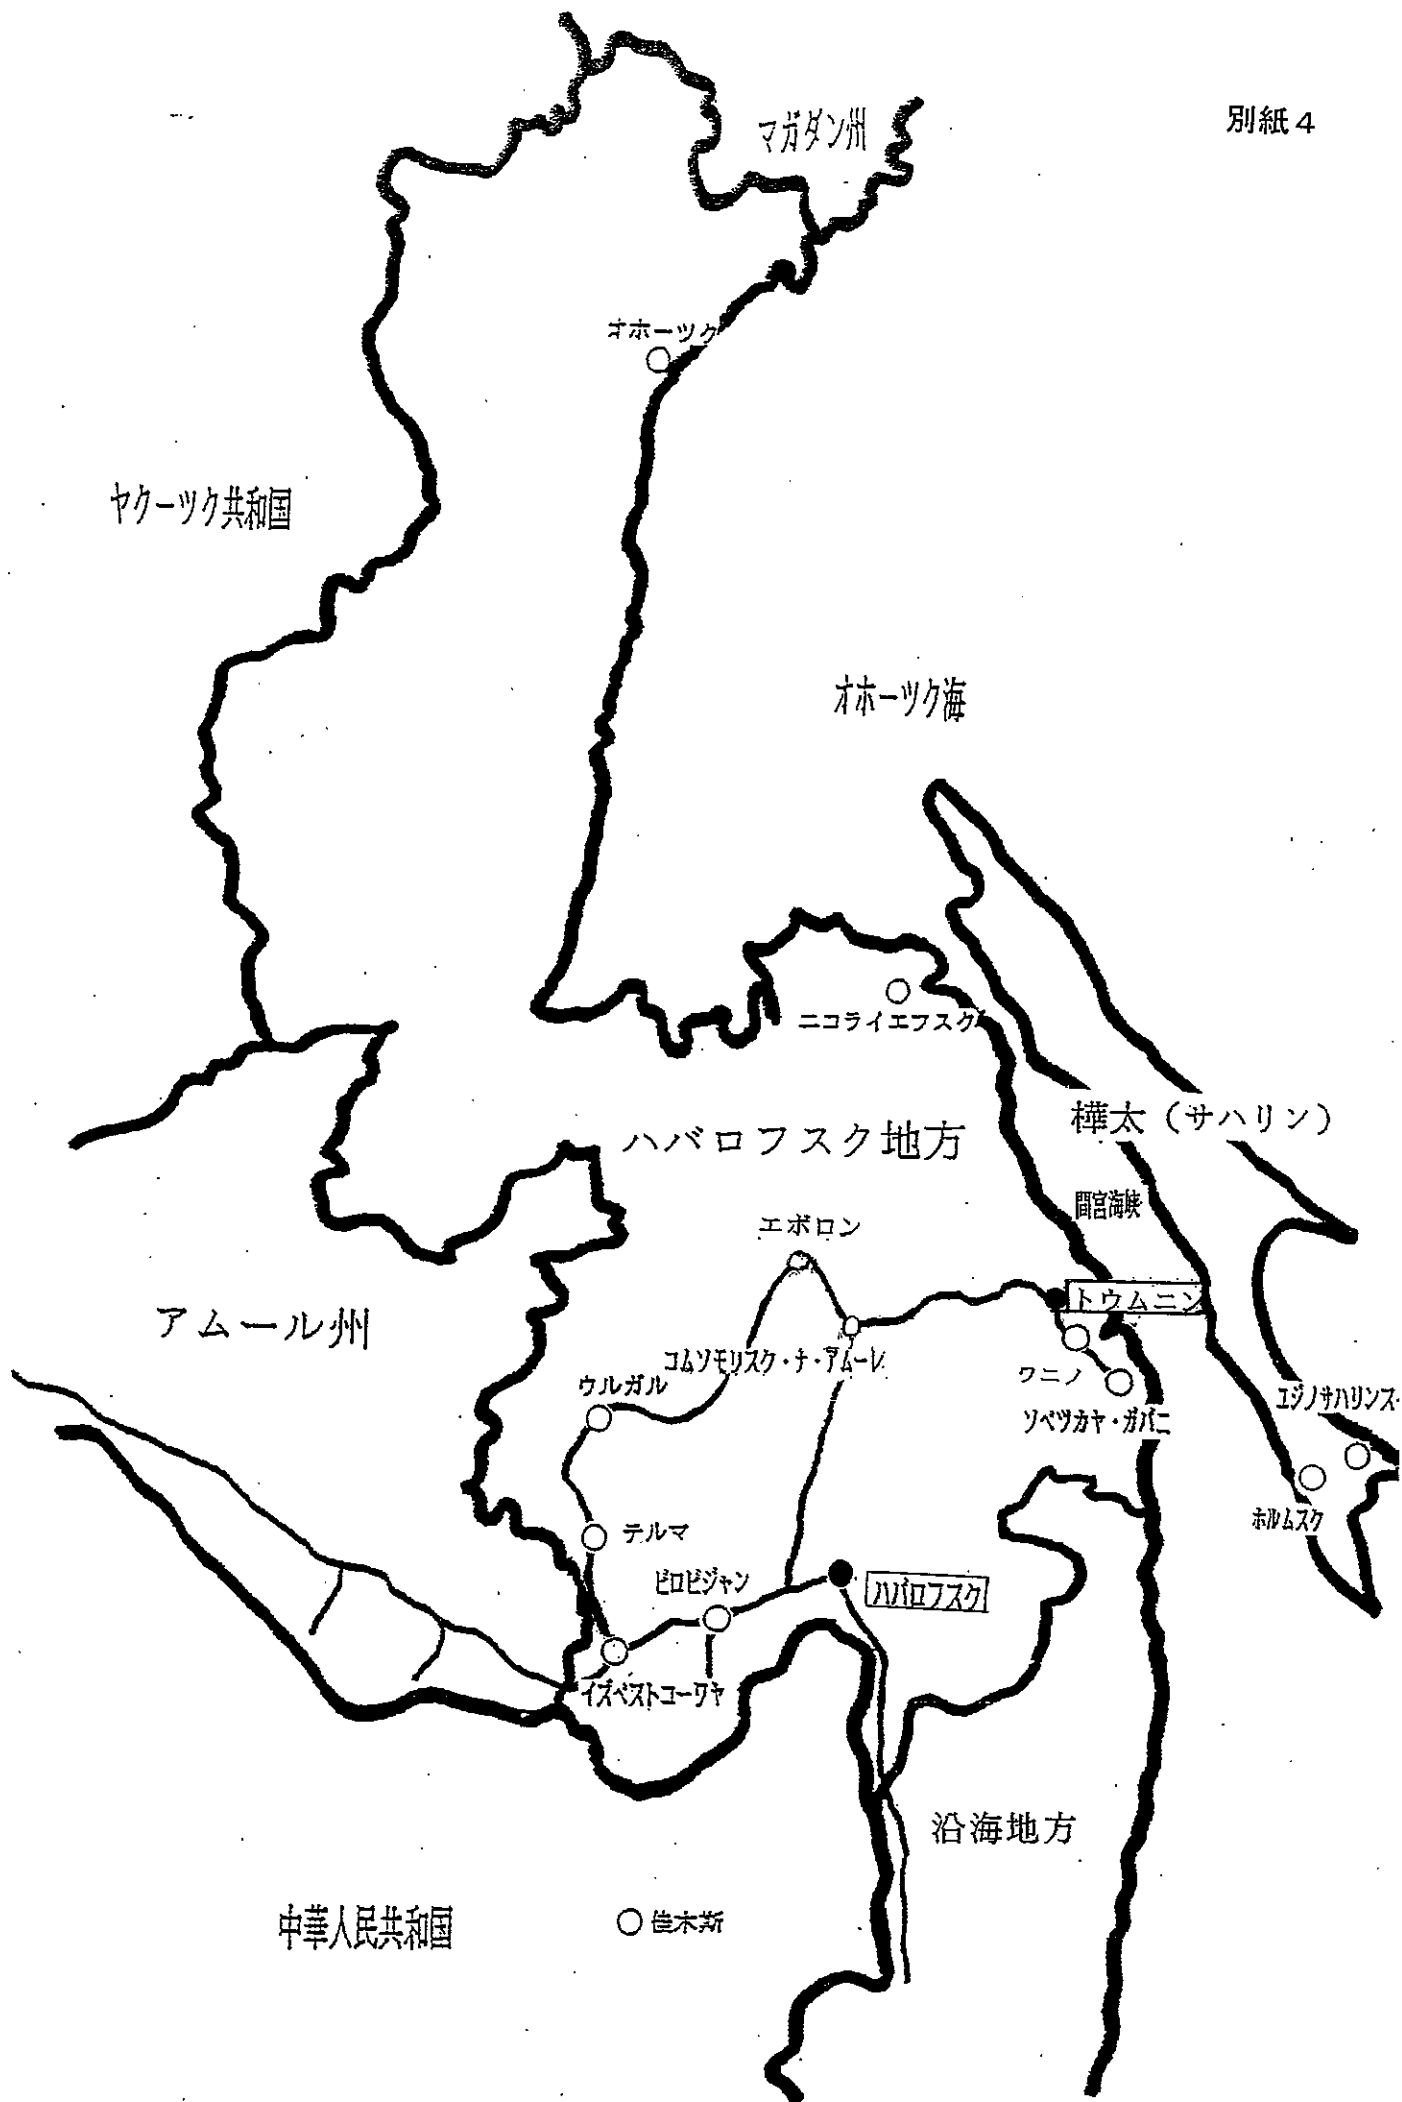 別紙4
マガダン州
オホーツク
ヤクーツク共和国
オホーツク海
ニコライエフスク
樺太（サハリン）
ハバロフスク地方
間宮海峡
エボロン
トウムニン
アムール州
コムソモリスク・ナ・アムーレ
ワニノ
ウルガル
エジノサハリンス
ソベツカヤ・ガバニ
ホルムスク
テルマ
ビロビジャン
ハバロフスク
イズベストコーワヤ
沿海地方
中華人民共和国
佳木斯